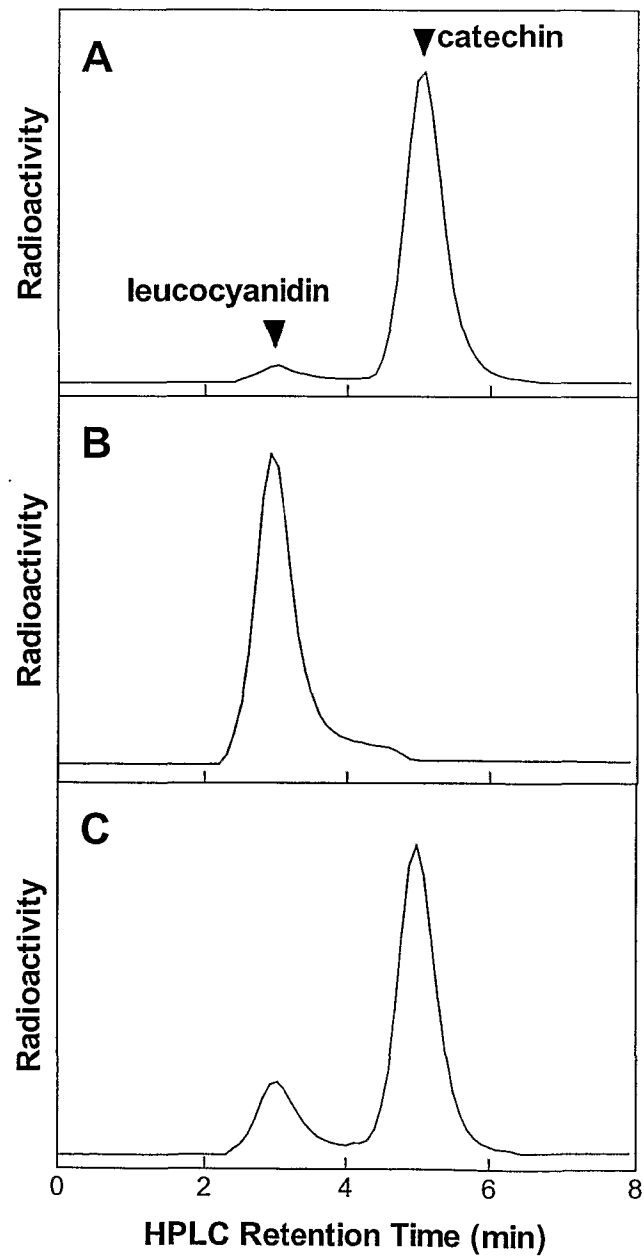 A
catechin
leucocyanidin
Radioactivity
B
Radioactivity
C
Radioactivity
0 2 4 6 8
HPLC Retention Time (min)